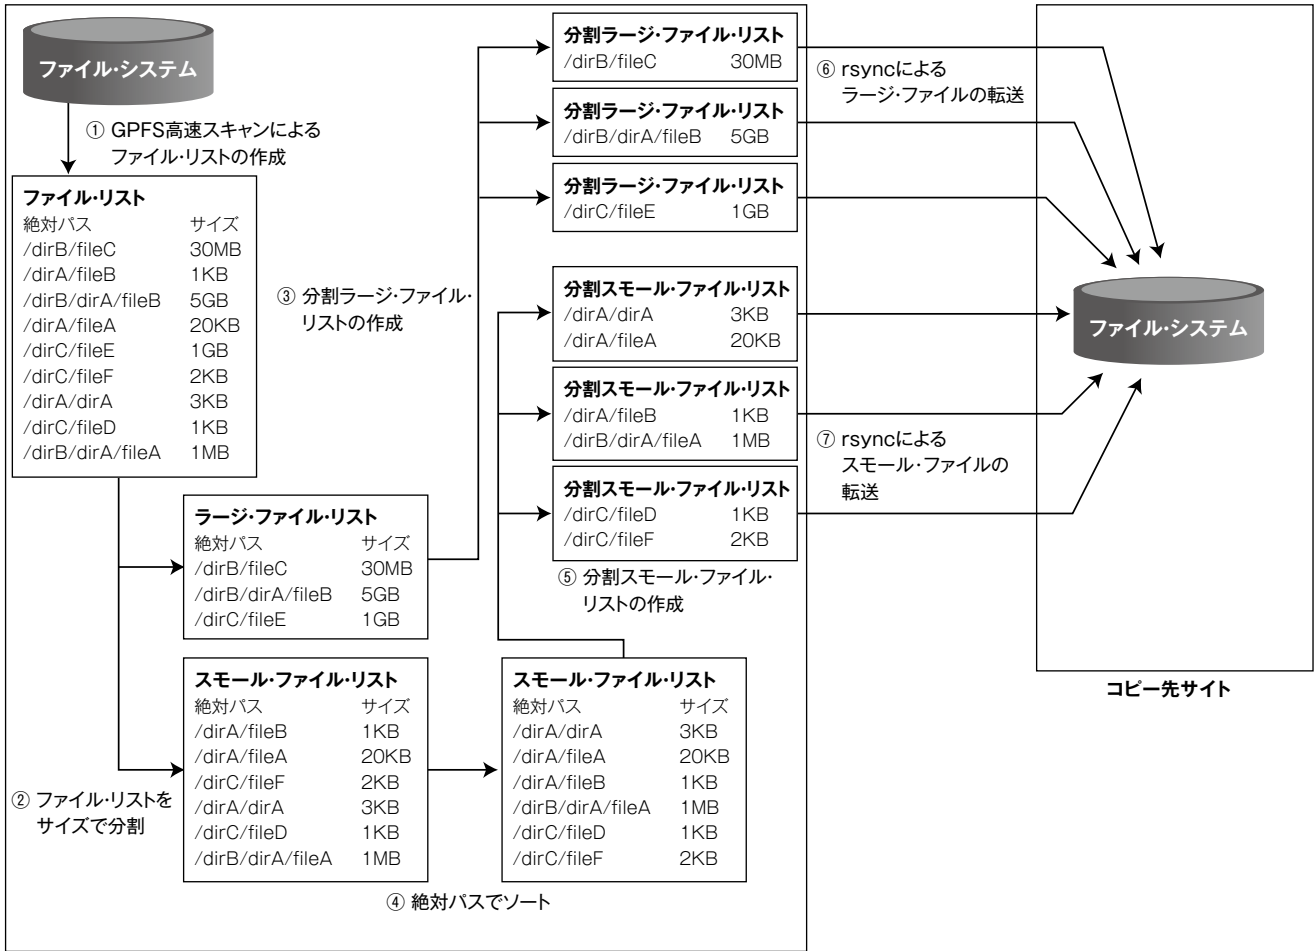 ファイル・システム
① GPFS高速スキャンによる
ファイル・リストの作成
ファイル・リスト
絶対パス サイズ
/dirB/fileC 30MB
/dirA/fileB 1KB
/dirB/dirA/fileB 5GB
/dirA/fileA 20KB
/dirC/fileE 1GB
/dirC/fileF 2KB
/dirA/dirA 3KB
/dirC/fileD 1KB
/dirB/dirA/fileA 1MB
② ファイル・リストを
サイズで分割
ラージ・ファイル・リスト
絶対パス サイズ
/dirB/fileC 30MB
/dirB/dirA/fileB 5GB
/dirC/fileE 1GB
スモール・ファイル・リスト
絶対パス サイズ
/dirA/fileB 1KB
/dirA/fileA 20KB
/dirC/fileF 2KB
/dirA/dirA 3KB
/dirC/fileD 1KB
/dirB/dirA/fileA 1MB
③ 分割ラージ・ファイル・
リストの作成
分割ラージ・ファイル・リスト
/dirB/fileC 30MB
分割ラージ・ファイル・リスト
/dirB/dirA/fileB 5GB
分割ラージ・ファイル・リスト
/dirC/fileE 1GB
④ 絶対パスでソート
スモール・ファイル・リスト
絶対パス サイズ
/dirA/dirA 3KB
/dirA/fileA 20KB
/dirA/fileB 1KB
/dirB/dirA/fileA 1MB
/dirC/fileD 1KB
/dirC/fileF 2KB
分割スモール・ファイル・リスト
/dirA/dirA 3KB
/dirA/fileA 20KB
分割スモール・ファイル・リスト
/dirA/fileB 1KB
/dirB/dirA/fileA 1MB
分割スモール・ファイル・リスト
/dirC/fileD 1KB
/dirC/fileF 2KB
⑤ 分割スモール・ファイル・
リストの作成
⑥ rsyncによる
ラージ・ファイルの転送
⑦ rsyncによる
スモール・ファイルの
転送
ファイル・システム
コピー先サイト